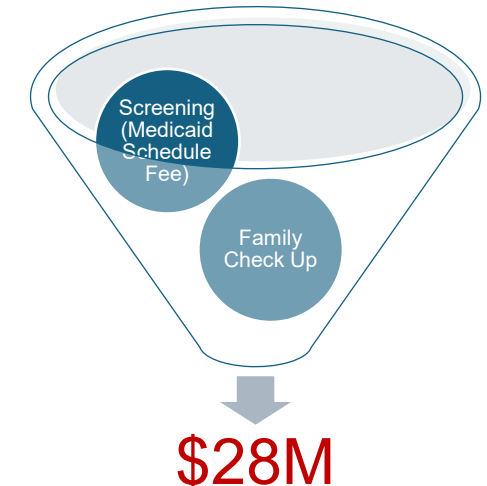 Screening
(Medicaid
Schedule
Fee)
Family
Check Up
$28M